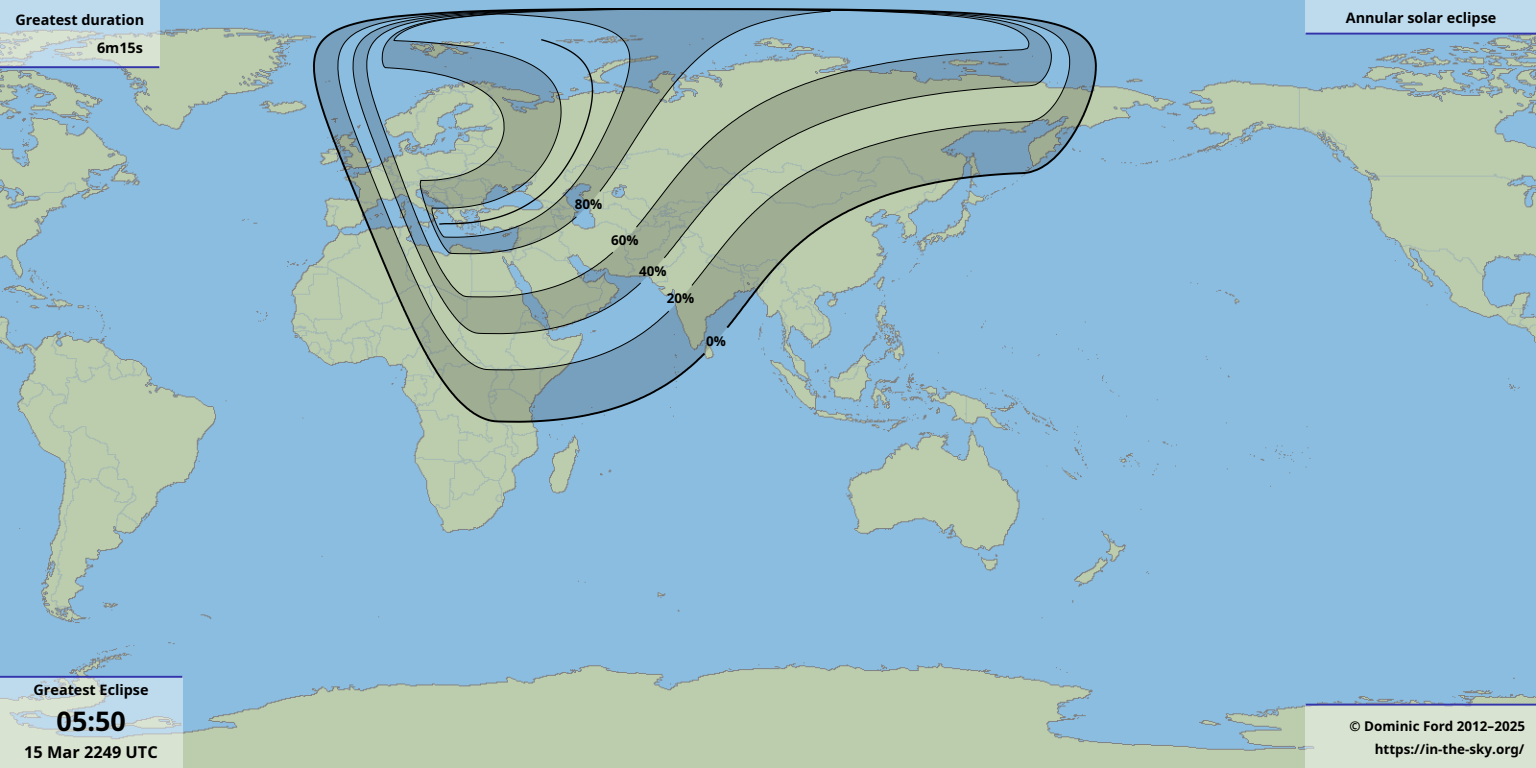 Greatest duration
6m15s
Annular solar eclipse
80%
60%
40%
20%
0%
Greatest Eclipse
05:50
15 Mar 2249 UTC
© Dominic Ford 2012–2025
https://in-the-sky.org/